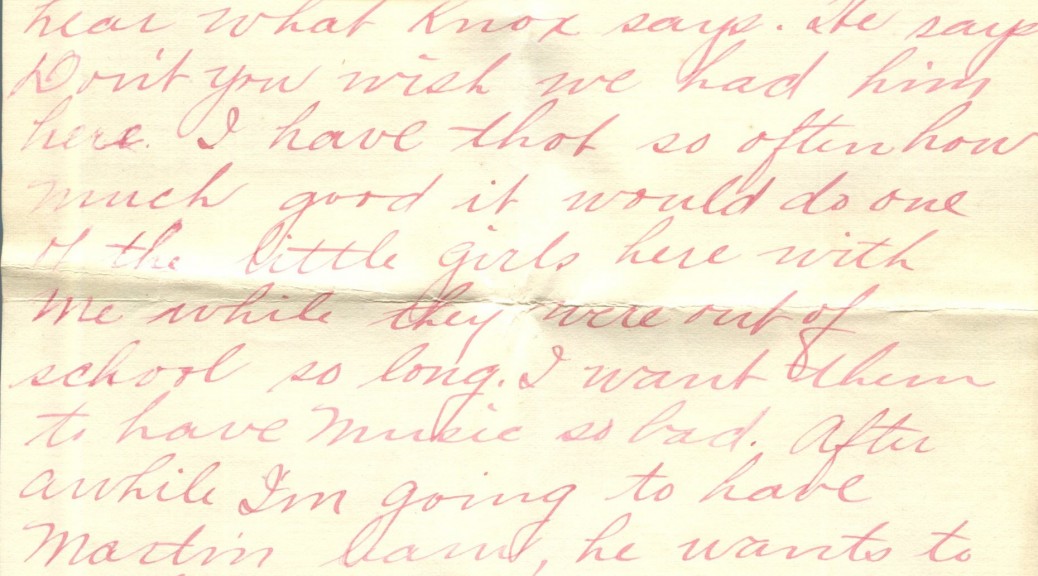 hear what Knox says. He says
Don't you wish we had him
here. I have thot so often how
much good it would do one
of the little girls here with
me while they were out of
school so long. I want them
to have Music so bad. After
awhile I'm going to have
Martin learn, he wants to